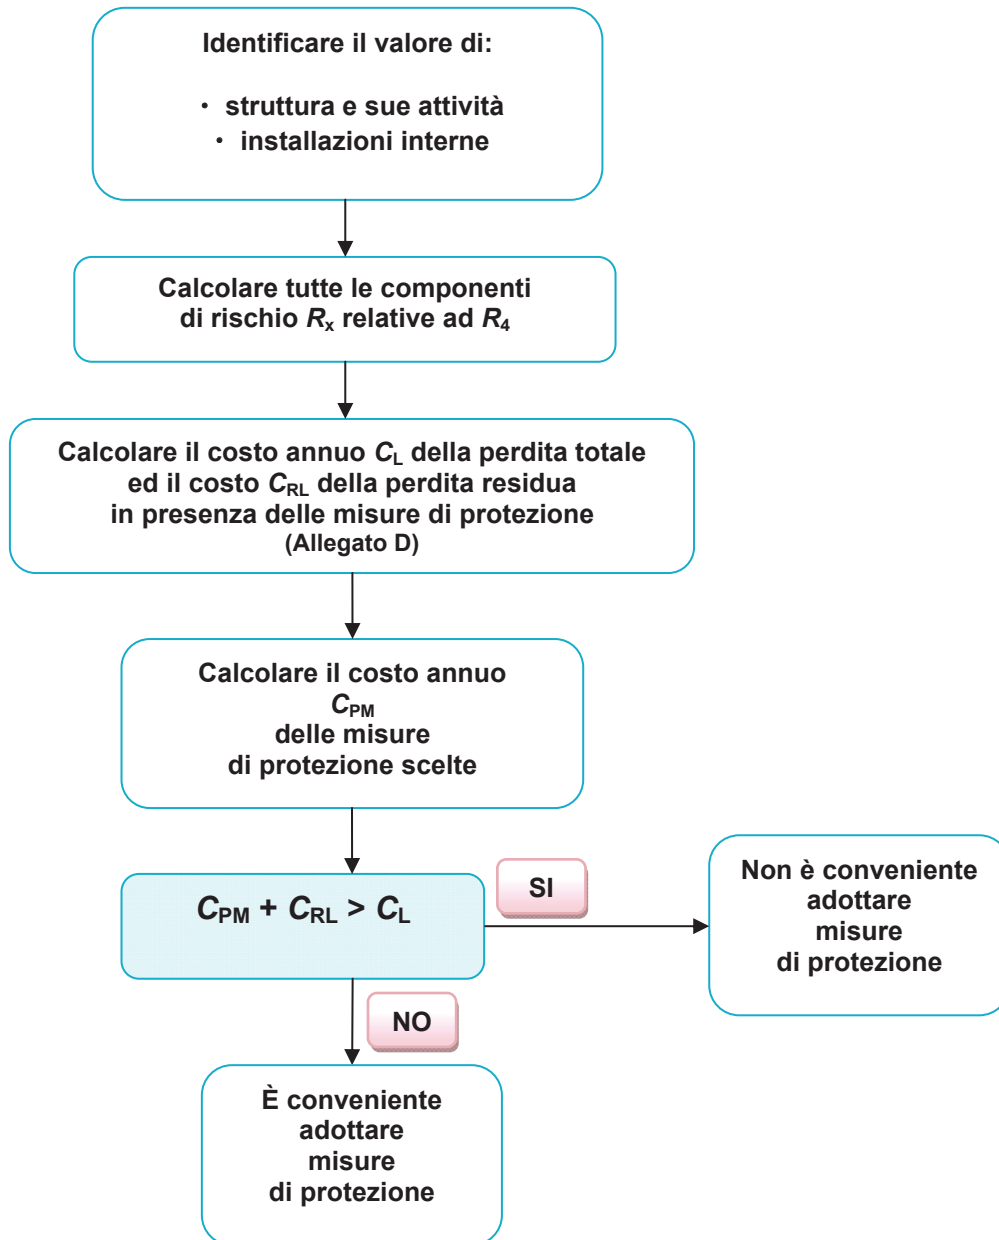 Identificare il valore di:
· struttura e sue attività
· installazioni interne
Calcolare tutte le componenti
di rischio Rx relative ad R4
Calcolare il costo annuo CL della perdita totale
ed il costo CRL della perdita residua
in presenza delle misure di protezione
(Allegato D)
Calcolare il costo annuo
CPM
delle misure
di protezione scelte
CPM + CRL > CL
SI
Non è conveniente
adottare
misure
di protezione
NO
È conveniente
adottare
misure
di protezione